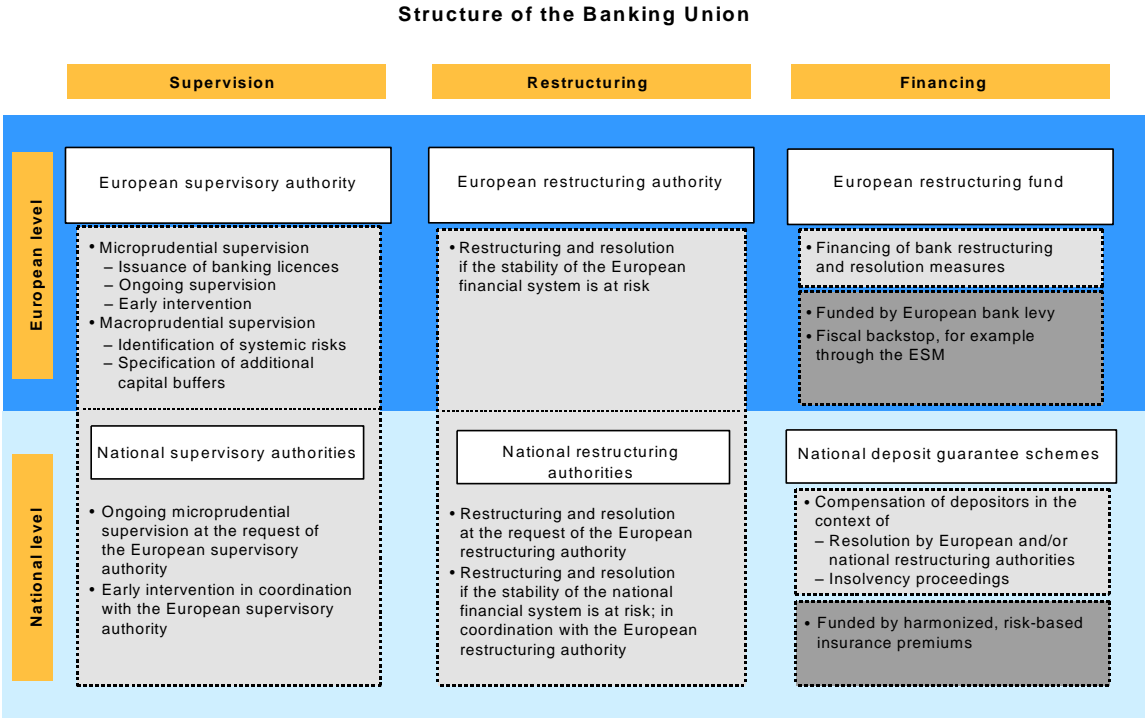 Structure of the Banking Union
Supervision
Restructuring
Financing
European level
European supervisory authority
• Microprudential supervision
– Issuance of banking licences
– Ongoing supervision
– Early intervention
• Macroprudential supervision
– Identification of systemic risks
– Specification of additional
capital buffers
European restructuring authority
• Restructuring and resolution
if the stability of the European
financial system is at risk
European restructuring fund
• Financing of bank restructuring
and resolution measures
• Funded by European bank levy
• Fiscal backstop, for example
through the ESM
National level
National supervisory authorities
• Ongoing microprudential
supervision at the request of
the European supervisory
authority
• Early intervention in coordination
with the European supervisory
authority
National restructuring
authorities
• Restructuring and resolution
at the request of the European
restructuring authority
• Restructuring and resolution
if the stability of the national
financial system is at risk; in
coordination with the European
restructuring authority
National deposit guarantee schemes
• Compensation of depositors in the
context of
– Resolution by European and/or
national restructuring authorities
– Insolvency proceedings
• Funded by harmonized, risk-based
insurance premiums